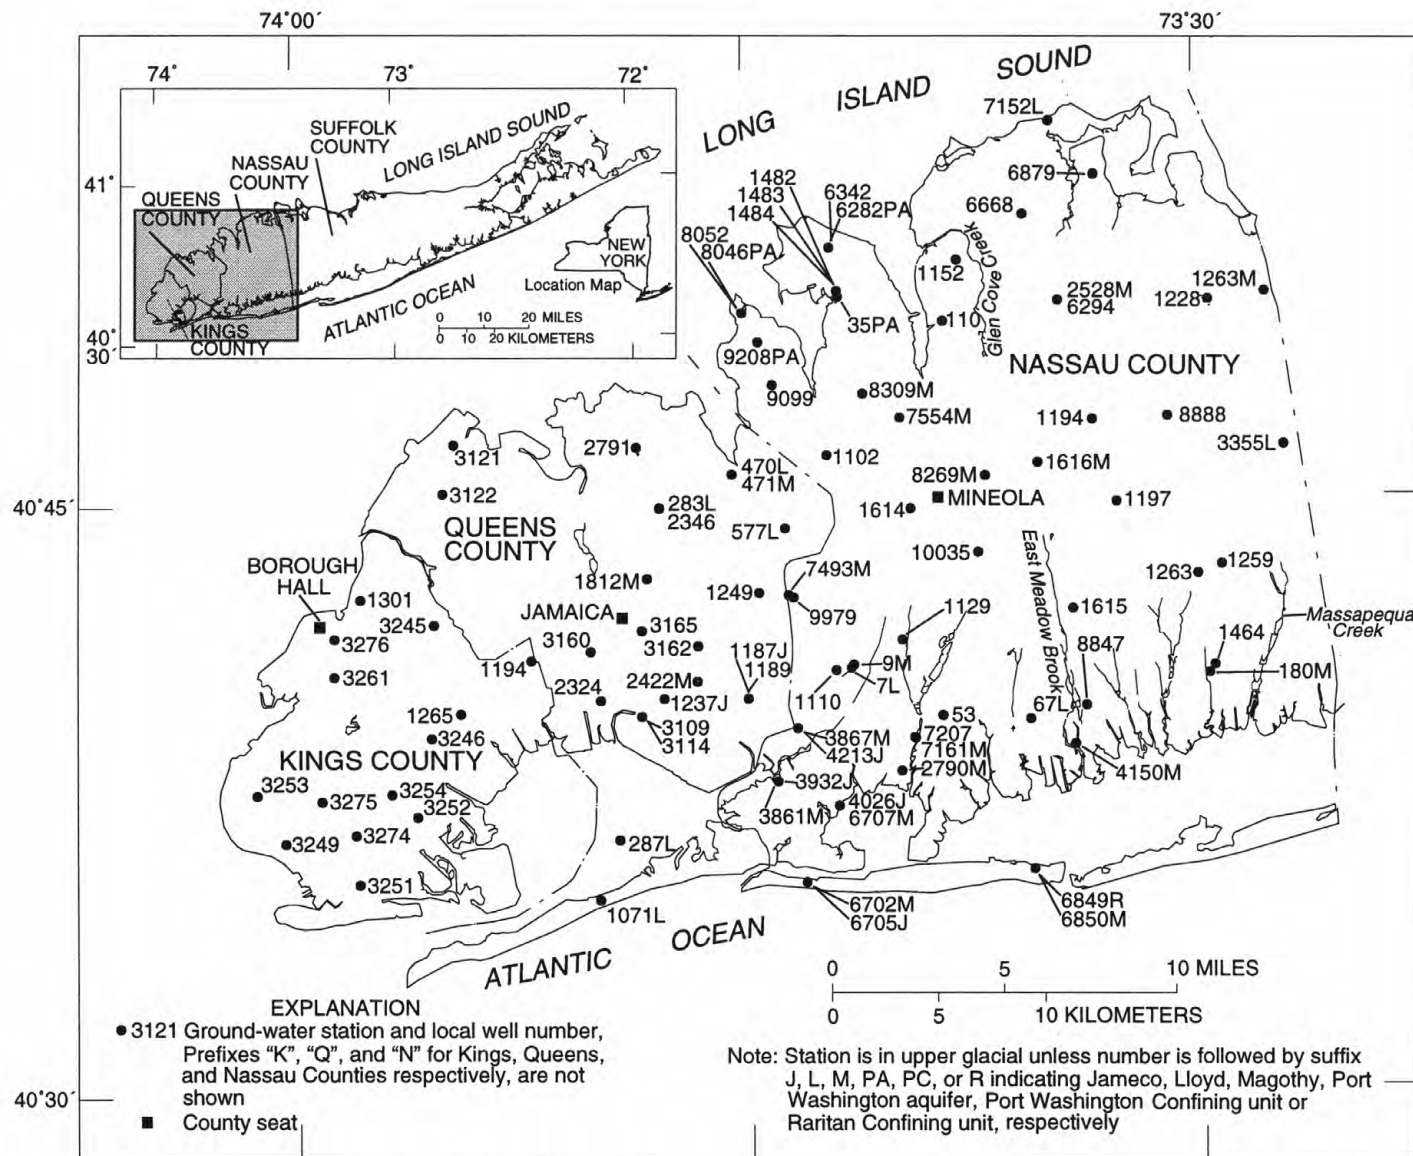 74°00´
73°30´
74°
73°
72°
41°
40°
30´
SUFFOLK
COUNTY
NASSAU
COUNTY
QUEENS
COUNTY
KINGS
COUNTY
LONG ISLAND SOUND
ATLANTIC OCEAN
NEW
YORK
Location Map
0 10 20 MILES
0 10 20 KILOMETERS
LONG ISLAND SOUND
7152L
6879
6668
1482
1483
1484
6342
6282PA
8052
8046PA
1152
Glen Cove Creek
2528M
6294
1263M
1228
35PA
110
9208PA
NASSAU COUNTY
9099
8309M
7554M
1194
8888
3355L
3121
2791
1102
1616M
470L
471M
8269M
3122
MINEOLA
1197
40°45´
283L
2346
1614
QUEENS
COUNTY
577L
10035
East Meadow Brook
BOROUGH
HALL
1812M
7493M
1263
1259
1249
9979
1301
JAMAICA
1129
1615
Massapequa
Creek
3245
3165
3276
3160
3162
1187J
1189
8847
1464
1194
9M
7L
180M
3261
2422M
2324
1237J
1110
67L
1265
3109
3114
53
3246
3867M
4213J
7207
7161M
KINGS COUNTY
2790M
4150M
3253
3254
3932J
3275
3252
3861M
4026J
6707M
3249
3274
287L
3251
1071L
6702M
6705J
6849R
6850M
ATLANTIC OCEAN
0 5 10 MILES
0 5 10 KILOMETERS
EXPLANATION
3121 Ground-water station and local well number,
Prefixes “K”, “Q”, and “N” for Kings, Queens,
and Nassau Counties respectively, are not
shown
County seat
Note: Station is in upper glacial unless number is followed by suffix
J, L, M, PA, PC, or R indicating Jameco, Lloyd, Magothy, Port
Washington aquifer, Port Washington Confining unit or
Raritan Confining unit, respectively
40°30´